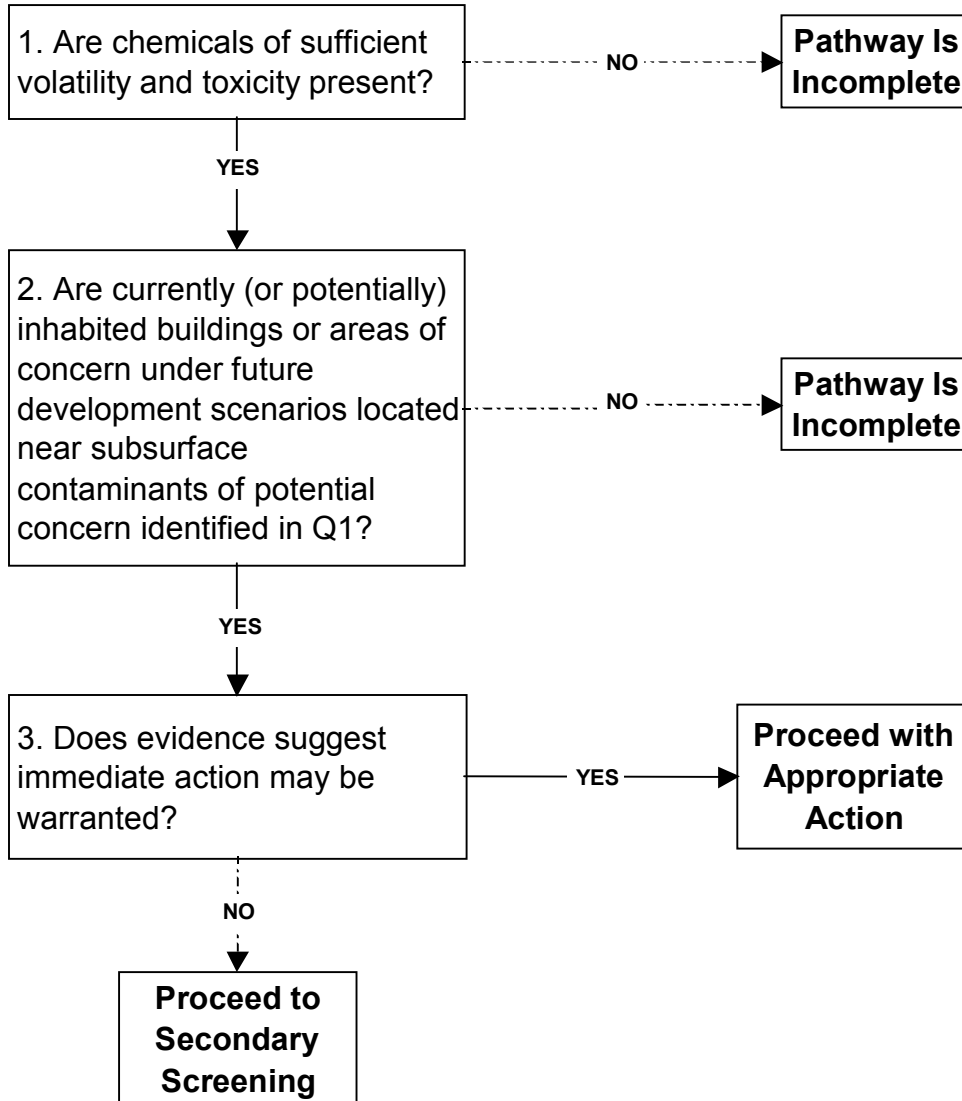 1. Are chemicals of sufficient
volatility and toxicity present?
NO
Pathway Is
Incomplete
YES
2. Are currently (or potentially)
inhabited buildings or areas of
concern under future
development scenarios located
near subsurface
contaminants of potential
concern identified in Q1?
NO
Pathway Is
Incomplete
YES
3. Does evidence suggest
immediate action may be
warranted?
YES
Proceed with
Appropriate
Action
NO
Proceed to
Secondary
Screening